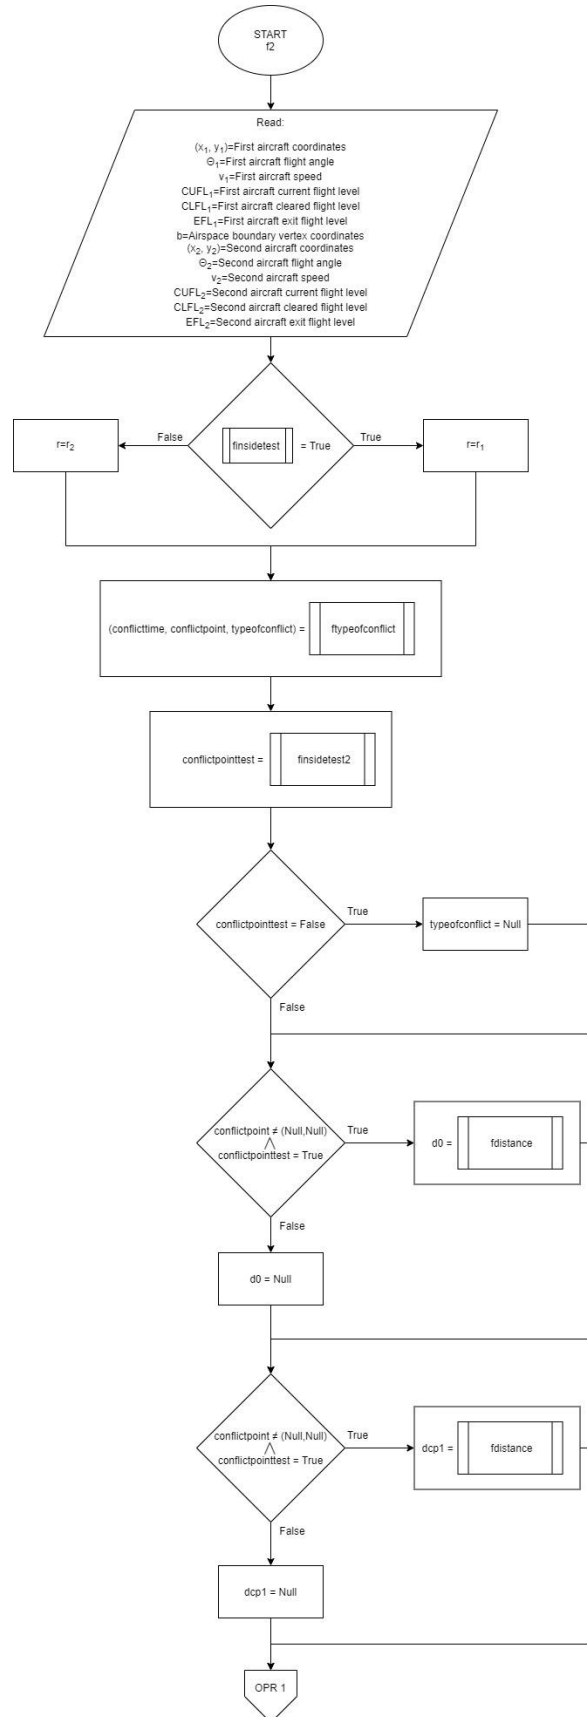 START
f2
Read:
(x₁, y₁)=First aircraft coordinates
Θ₁=First aircraft flight angle
v₁=First aircraft speed
CUFL₁=First aircraft current flight level
CLFL₁=First aircraft cleared flight level
EFL₁=First aircraft exit flight level
b=Airspace boundary vertex coordinates
(x₂, y₂)=Second aircraft coordinates
Θ₂=Second aircraft flight angle
v₂=Second aircraft speed
CUFL₂=Second aircraft current flight level
CLFL₂=Second aircraft cleared flight level
EFL₂=Second aircraft exit flight level
r=r₂
False
finsidetest = True
True
r=r₁
(conflicttime, conflictpoint, typeofconflict) = ftypeofconflict
conflictpointtest = finsidetest2
conflictpointtest = False
True
typeofconflict = Null
False
conflictpoint ≠ (Null,Null)
∧
conflictpointtest = True
True
d0 = fdistance
False
d0 = Null
conflictpoint ≠ (Null,Null)
∧
conflictpointtest = True
True
dcp1 = fdistance
False
dcp1 = Null
OPR 1